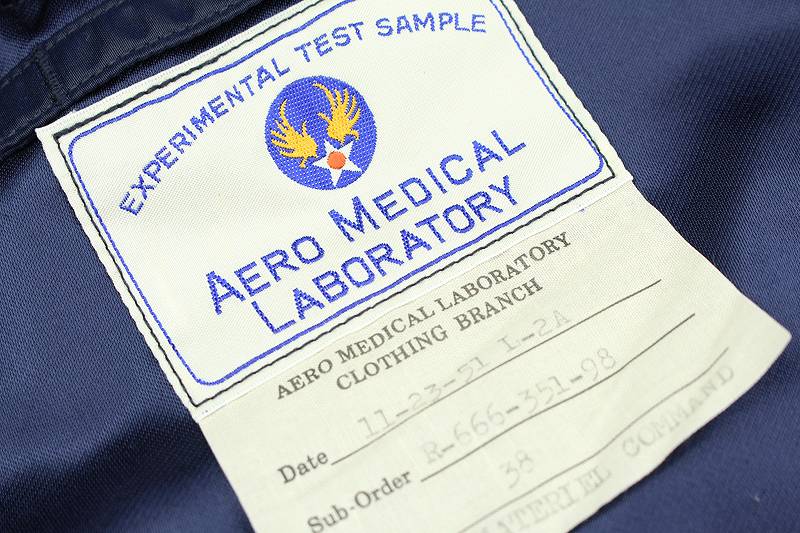 EXPERIMENTAL TEST SAMPLE
AERO MEDICAL
LABORATORY
AERO MEDICAL LABORATORY
CLOTHING BRANCH
Date 11-23-51 L-2A
Sub-Order R-666-351-98
38
MATERIEL COMMAND